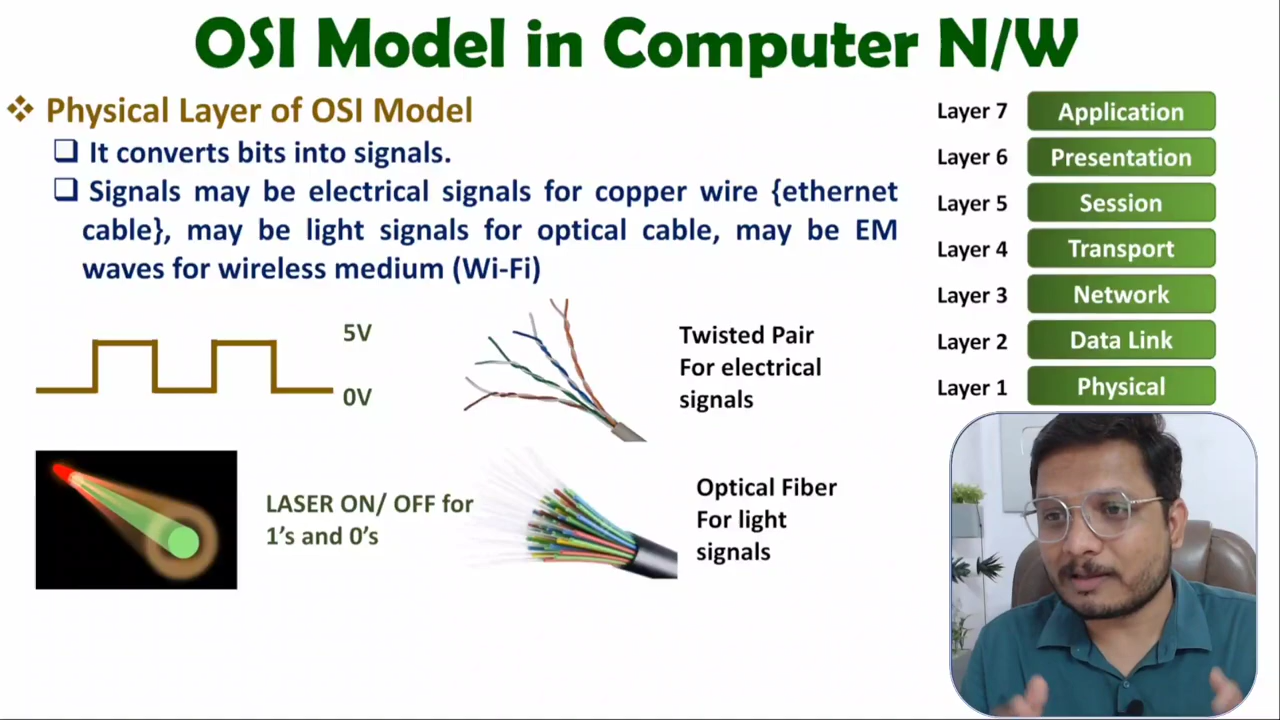 OSI Model in Computer N/W
Physical Layer of OSI Model
It converts bits into signals.
Signals may be electrical signals for copper wire {ethernet
cable}, may be light signals for optical cable, may be EM
waves for wireless medium (Wi-Fi)
5V
0V
Twisted Pair
For electrical
signals
LASER ON/ OFF for
1's and 0's
Optical Fiber
For light
signals
Layer 7 Application
Layer 6 Presentation
Layer 5 Session
Layer 4 Transport
Layer 3 Network
Layer 2 Data Link
Layer 1 Physical